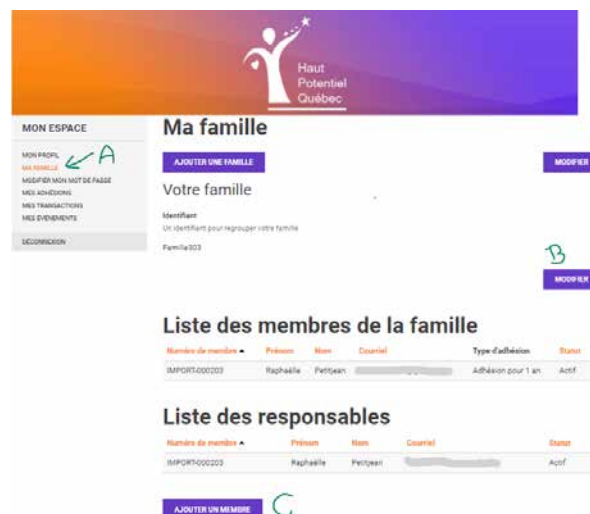 Haut
Potentiel
Québec
MON ESPACE
MON PROFIL
MA FAMILLE
A
MODIFIER MON MOT DE PASSE
MES ADHÉSIONS
MES TRANSACTIONS
MES ÉVENEMENTS
DÉCONNEXION
Ma famille
AJOUTER UNE FAMILLE
MODIFIER
Votre famille
Identifiant
Un identifiant pour regrouper votre famille
Famille303
B
MODIFIER
Liste des membres de la famille
Numéro de membre Prénom Nom Courriel Type d'adhésion Statut
IMPORT-000203 Raphaëlle Petitjean Adhésion pour 1 an Actif
Liste des responsables
Numéro de membre Prénom Nom Courriel Statut
IMPORT-000203 Raphaëlle Petitjean Actif
AJOUTER UN MEMBRE
C